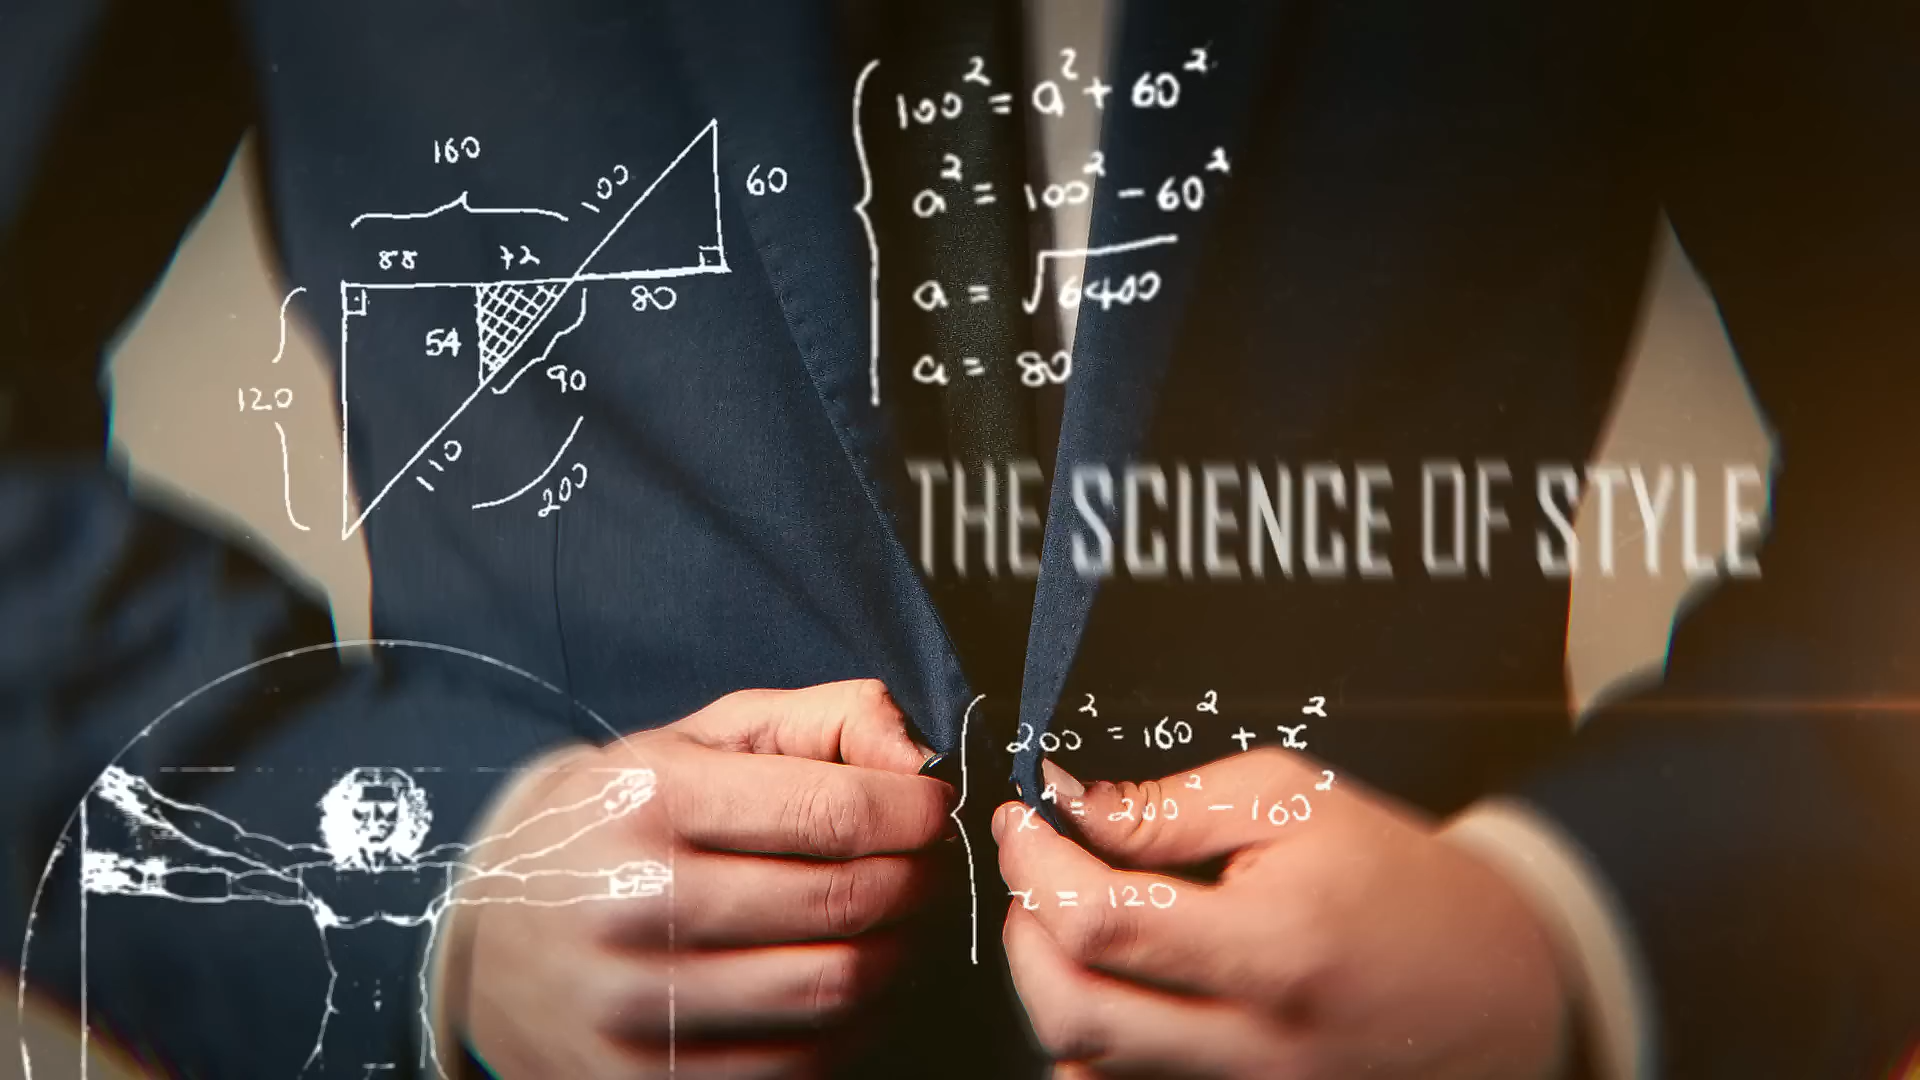 160
100
60
88 72
80
54
90
120
110
200
100² = a² + 60²
a² = 100² - 60²
a = √6400
a = 80
THE SCIENCE OF STYLE
200² = 160² + x²
x² = 200² - 160²
x = 120